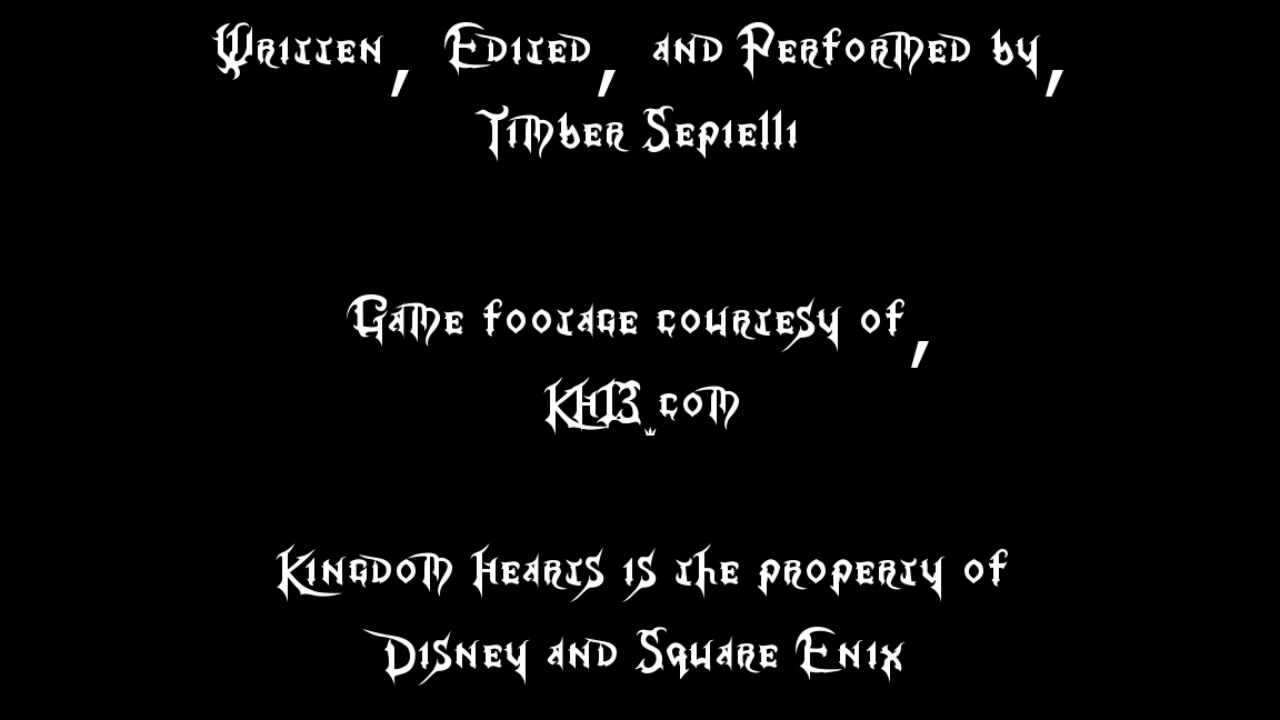 Written, Edited, and Performed by,
Timber Sepielli
Game footage courtesy of,
KH13.com
Kingdom Hearts is the property of
Disney and Square Enix